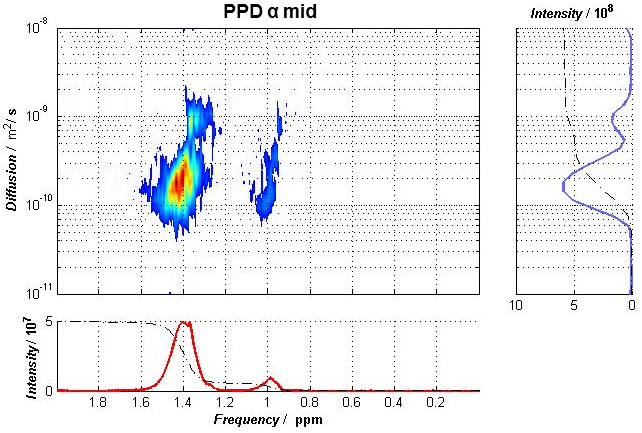 PPD α mid
Intensity / 10⁸
10⁻⁸
10⁻⁹
10⁻¹⁰
10⁻¹¹
Diffusion / m²/ s
10 5 0
Intensity / 10⁷
5
0
1.8 1.6 1.4 1.2 1 0.8 0.6 0.4 0.2
Frequency / ppm